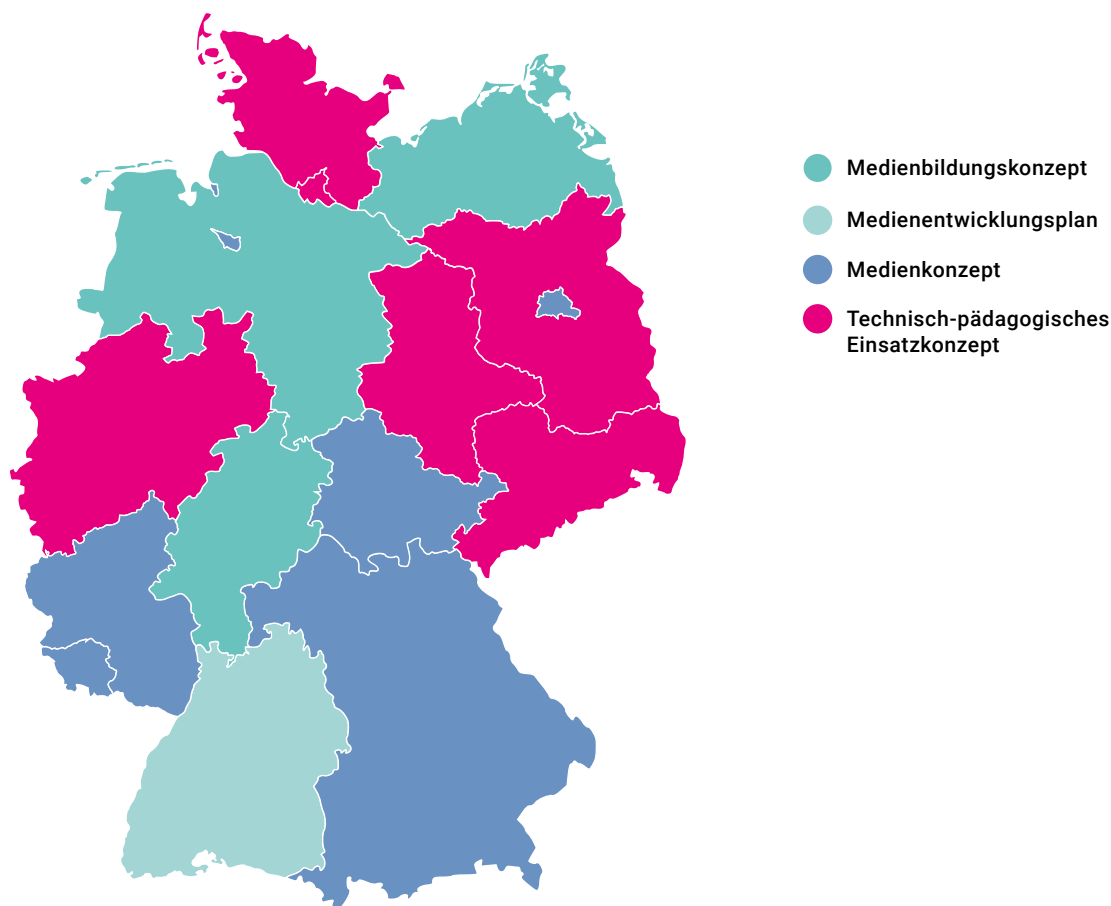 Medienbildungskonzept
Medienentwicklungsplan
Medienkonzept
Technisch-pädagogisches
Einsatzkonzept